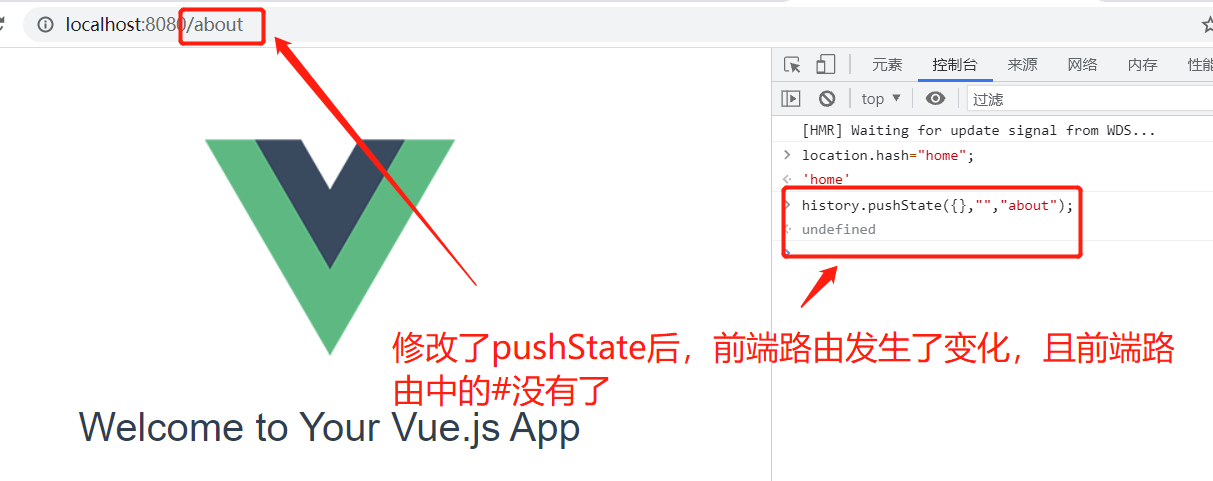 localhost:8080/about
元素 控制台 来源 网络 内存
top ▼ 过滤
[HMR] Waiting for update signal from WDS...
> location.hash="home";
< 'home'
> history.pushState({},"","about");
< undefined
>
修改了pushState后，前端路由发生了变化，且前端路
由中的#没有了
Welcome to Your Vue.js App